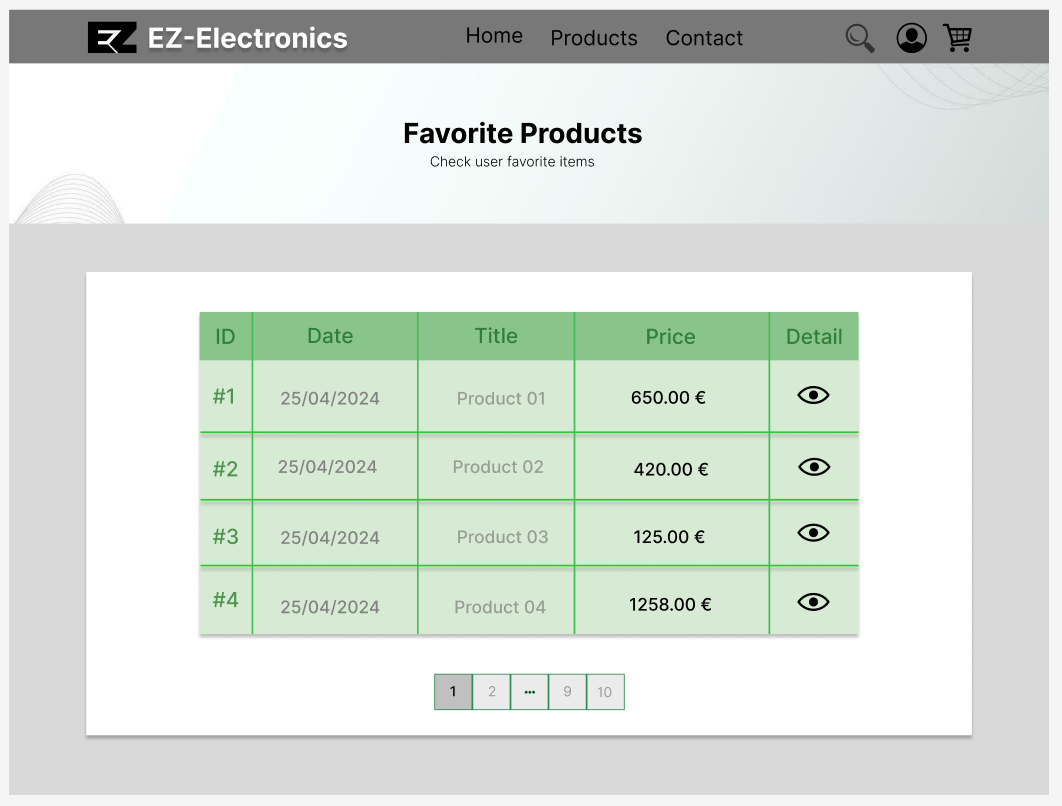 EZ-Electronics Home Products Contact
Favorite Products
Check user favorite items
ID Date Title Price Detail
#1 25/04/2024 Product 01 650.00 €
#2 25/04/2024 Product 02 420.00 €
#3 25/04/2024 Product 03 125.00 €
#4 25/04/2024 Product 04 1258.00 €
1 2 ... 9 10